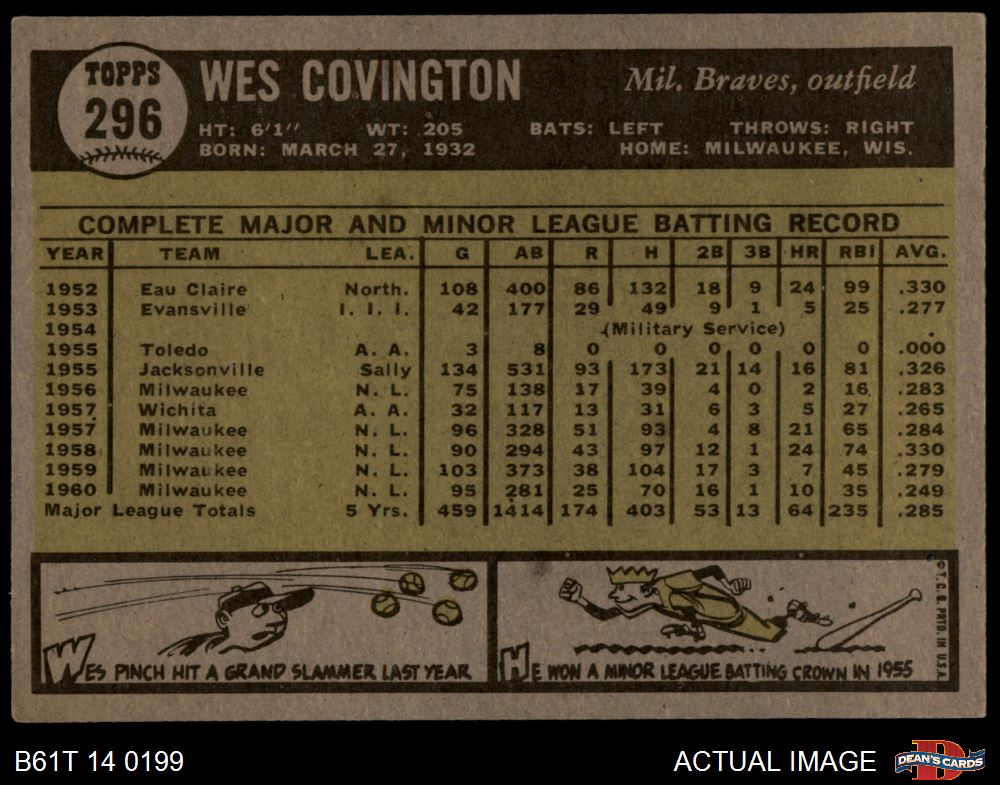 TOPPS
296
WES COVINGTON
Mil. Braves, outfield
HT: 6'1" WT: 205 BATS: LEFT THROWS: RIGHT
BORN: MARCH 27, 1932 HOME: MILWAUKEE, WIS.
COMPLETE MAJOR AND MINOR LEAGUE BATTING RECORD
YEAR TEAM LEA. G AB R H 2B 3B HR RBI AVG.
1952 Eau Claire North. 108 400 86 132 18 9 24 99 .330
1953 Evansville I. I. I. 42 177 29 49 9 1 5 25 .277
1954 (Military Service)
1955 Toledo A. A. 3 8 0 0 0 0 0 0 .000
1955 Jacksonville Sally 134 531 93 173 21 14 16 81 .326
1956 Milwaukee N. L. 75 138 17 39 4 0 2 16 .283
1957 Wichita A. A. 32 117 13 31 6 3 5 27 .265
1957 Milwaukee N. L. 96 328 51 93 4 8 21 65 .284
1958 Milwaukee N. L. 90 294 43 97 12 1 24 74 .330
1959 Milwaukee N. L. 103 373 38 104 17 3 7 45 .279
1960 Milwaukee N. L. 95 281 25 70 16 1 10 35 .249
Major League Totals 5 Yrs. 459 1414 174 403 53 13 64 235 .285
WES PINCH HIT A GRAND SLAMMER LAST YEAR
HE WON A MINOR LEAGUE BATTING CROWN IN 1955
© T. C. G. PRTD. IN U.S.A.
B61T 14 0199
ACTUAL IMAGE
DEAN'S CARDS